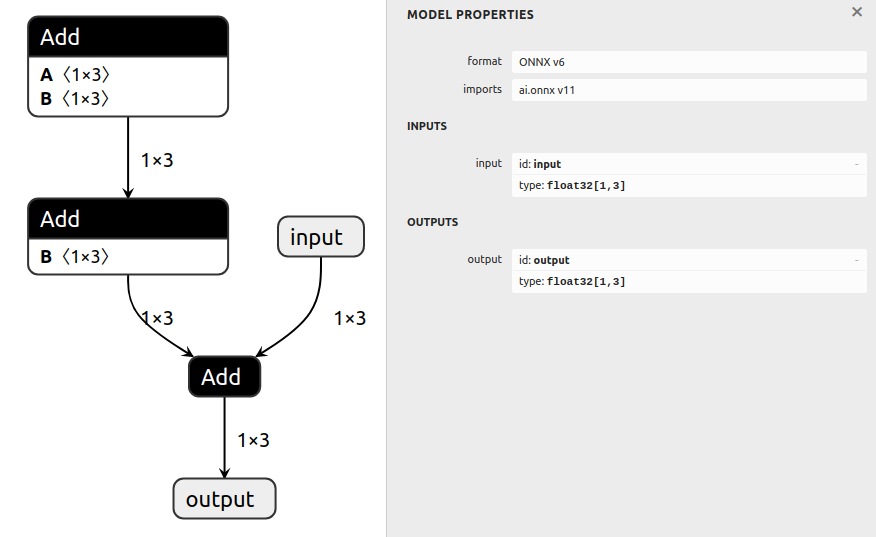 Add
A 〈1×3〉
B 〈1×3〉
1×3
Add
B 〈1×3〉
input
1×3
1×3
Add
1×3
output
MODEL PROPERTIES
×
format
ONNX v6
imports
ai.onnx v11
INPUTS
input
id: input
-
type: float32[1,3]
OUTPUTS
output
id: output
-
type: float32[1,3]